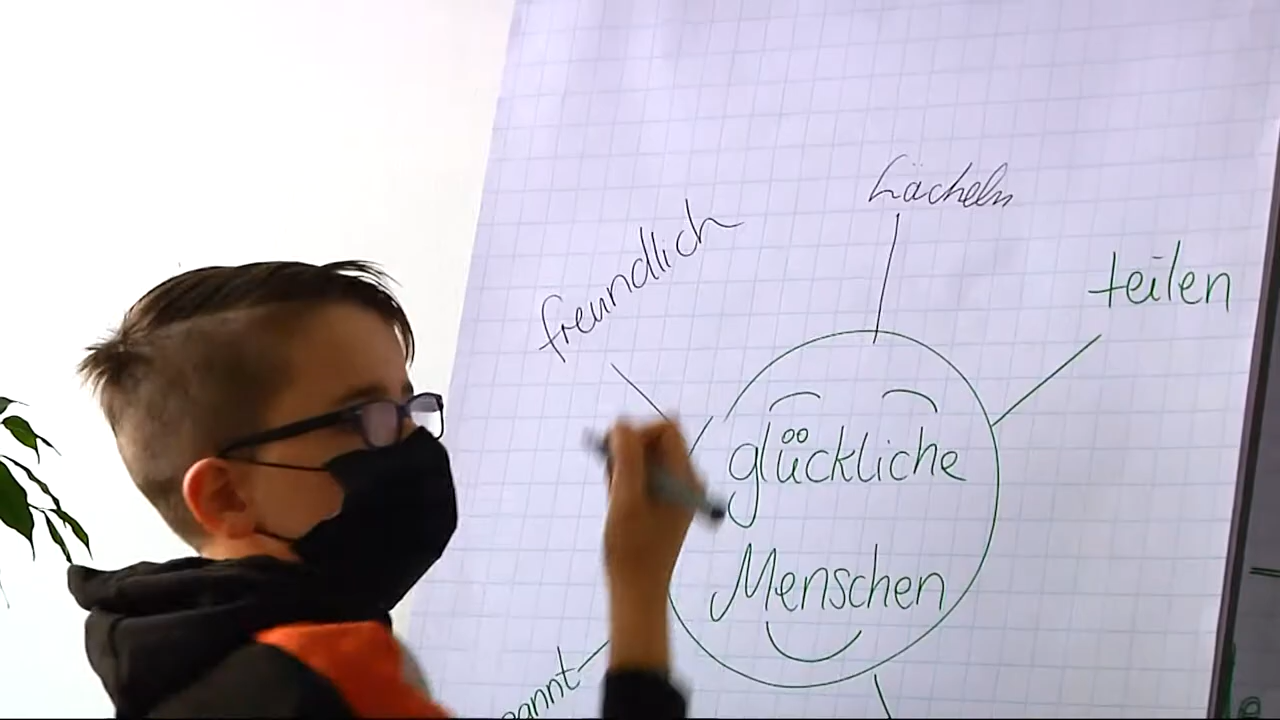 Lächeln
freundlich
teilen
glückliche
Menschen